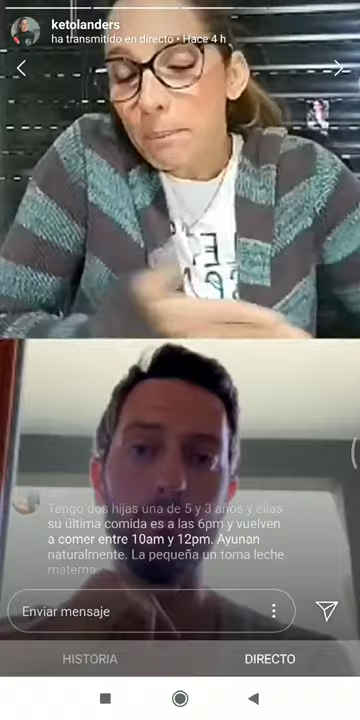 ketolanders
ha transmitido en directo • Hace 4 h
Tengo dos hijas una de 5 y 3 años y ellas
su última comida es a las 6pm y vuelven
a comer entre 10am y 12pm. Ayunan
naturalmente. La pequeña un toma leche
materna
Enviar mensaje
HISTORIA
DIRECTO